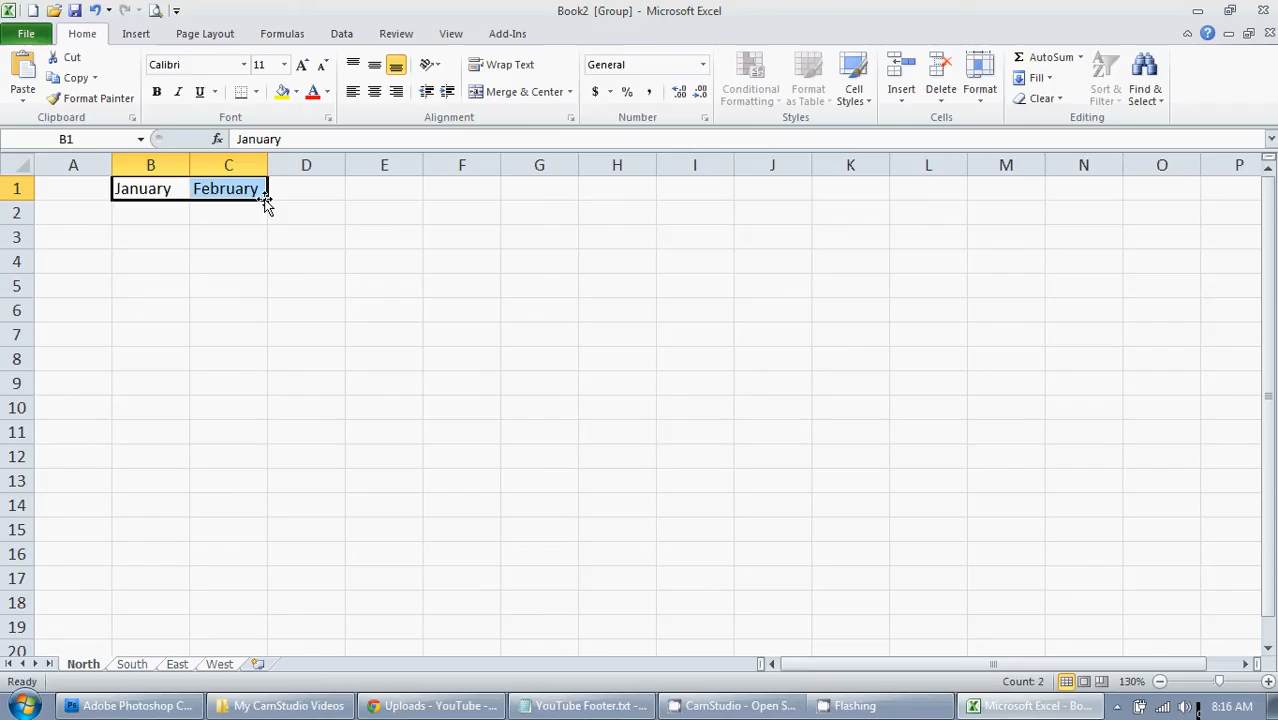 Book2 [Group] - Microsoft Excel
File Home Insert Page Layout Formulas Data Review View Add-Ins
Paste Cut Copy Format Painter
Calibri 11
B I U A A A
Wrap Text
Merge & Center
General
$ % ,
Conditional Formatting Format as Table Cell Styles
Insert Delete Format
Σ AutoSum Fill Clear
Sort & Filter Find & Select
Clipboard Font Alignment Number Styles Cells Editing
B1 fx January
A B C D E F G H I J K L M N O P
1 January February
2
3
4
5
6
7
8
9
10
11
12
13
14
15
16
17
18
19
20
North South East West
Ready Count: 2 130%
Adobe Photoshop C... My CamStudio Videos Uploads - YouTube -... YouTube Footer.txt -... CamStudio - Open S... Flashing Microsoft Excel - Bo... 8:16 AM